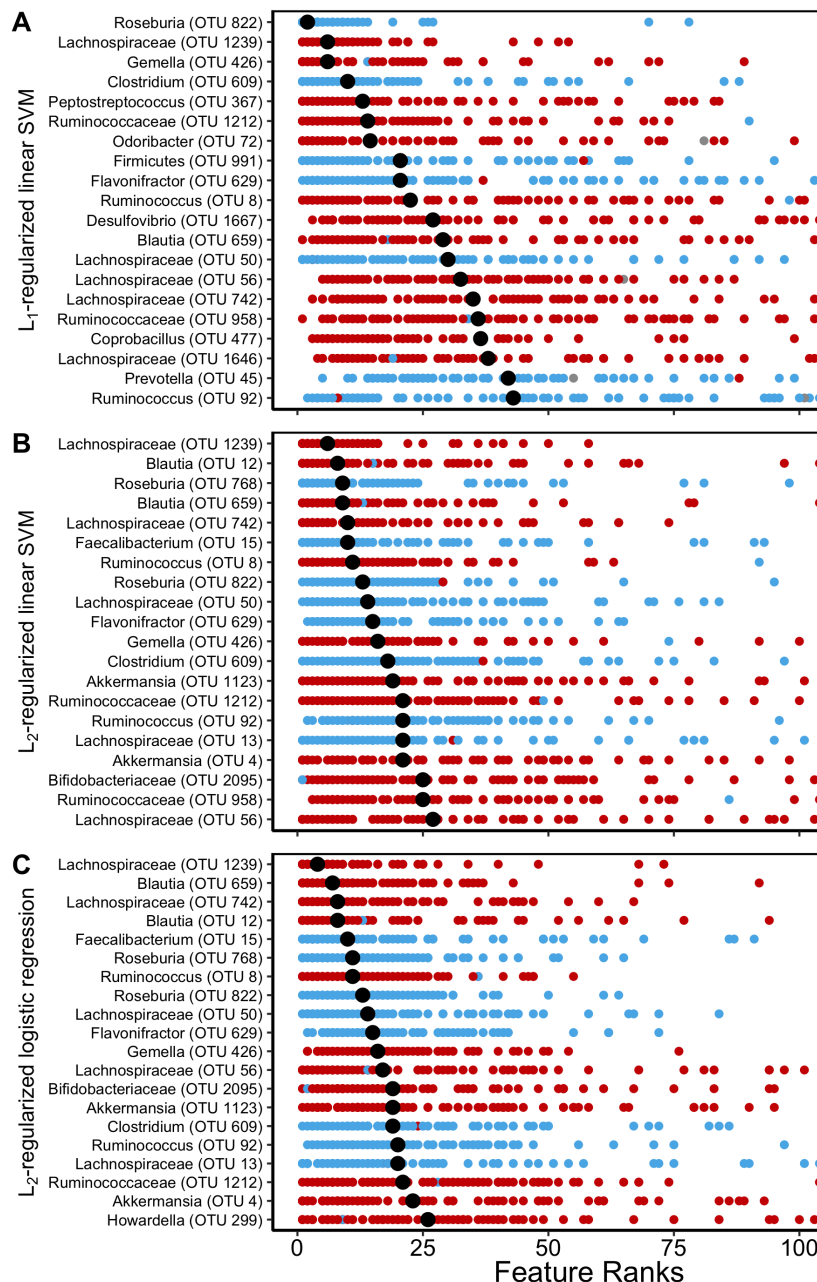 A
L₁-regularized linear SVM
Roseburia (OTU 822)
Lachnospiraceae (OTU 1239)
Gemella (OTU 426)
Clostridium (OTU 609)
Peptostreptococcus (OTU 367)
Ruminococcaceae (OTU 1212)
Odoribacter (OTU 72)
Firmicutes (OTU 991)
Flavonifractor (OTU 629)
Ruminococcus (OTU 8)
Desulfovibrio (OTU 1667)
Blautia (OTU 659)
Lachnospiraceae (OTU 50)
Lachnospiraceae (OTU 56)
Lachnospiraceae (OTU 742)
Ruminococcaceae (OTU 958)
Coprobacillus (OTU 477)
Lachnospiraceae (OTU 1646)
Prevotella (OTU 45)
Ruminococcus (OTU 92)
B
L₂-regularized linear SVM
Lachnospiraceae (OTU 1239)
Blautia (OTU 12)
Roseburia (OTU 768)
Blautia (OTU 659)
Lachnospiraceae (OTU 742)
Faecalibacterium (OTU 15)
Ruminococcus (OTU 8)
Roseburia (OTU 822)
Lachnospiraceae (OTU 50)
Flavonifractor (OTU 629)
Gemella (OTU 426)
Clostridium (OTU 609)
Akkermansia (OTU 1123)
Ruminococcaceae (OTU 1212)
Ruminococcus (OTU 92)
Lachnospiraceae (OTU 13)
Akkermansia (OTU 4)
Bifidobacteriaceae (OTU 2095)
Ruminococcaceae (OTU 958)
Lachnospiraceae (OTU 56)
C
L₂-regularized logistic regression
Lachnospiraceae (OTU 1239)
Blautia (OTU 659)
Lachnospiraceae (OTU 742)
Blautia (OTU 12)
Faecalibacterium (OTU 15)
Roseburia (OTU 768)
Ruminococcus (OTU 8)
Roseburia (OTU 822)
Lachnospiraceae (OTU 50)
Flavonifractor (OTU 629)
Gemella (OTU 426)
Lachnospiraceae (OTU 56)
Bifidobacteriaceae (OTU 2095)
Akkermansia (OTU 1123)
Clostridium (OTU 609)
Ruminococcus (OTU 92)
Lachnospiraceae (OTU 13)
Ruminococcaceae (OTU 1212)
Akkermansia (OTU 4)
Howardella (OTU 299)
0 25 50 75 100
Feature Ranks